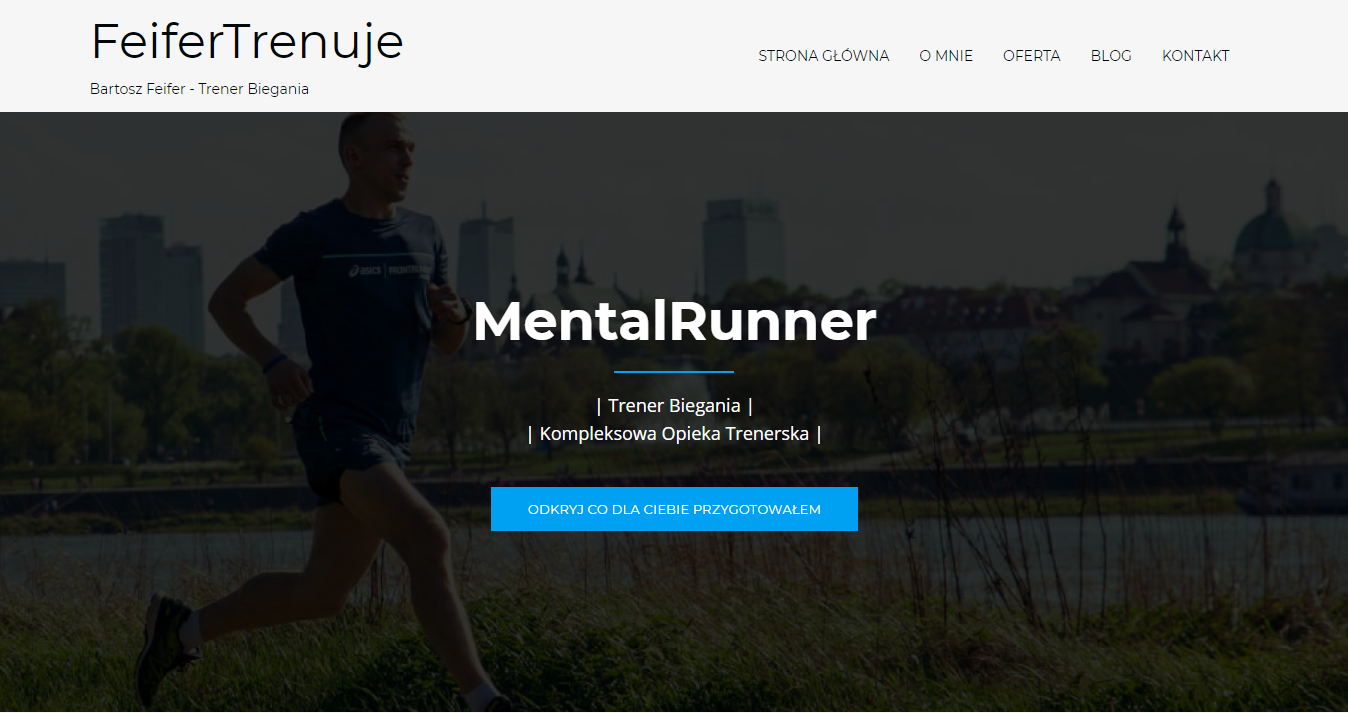 FeiferTrenuje
Bartosz Feifer - Trener Biegania
STRONA GŁÓWNA O MNIE OFERTA BLOG KONTAKT
asics
MentalRunner
| Trener Biegania |
| Kompleksowa Opieka Trenerska |
ODKRYJ CO DLA CIEBIE PRZYGOTOWAŁEM